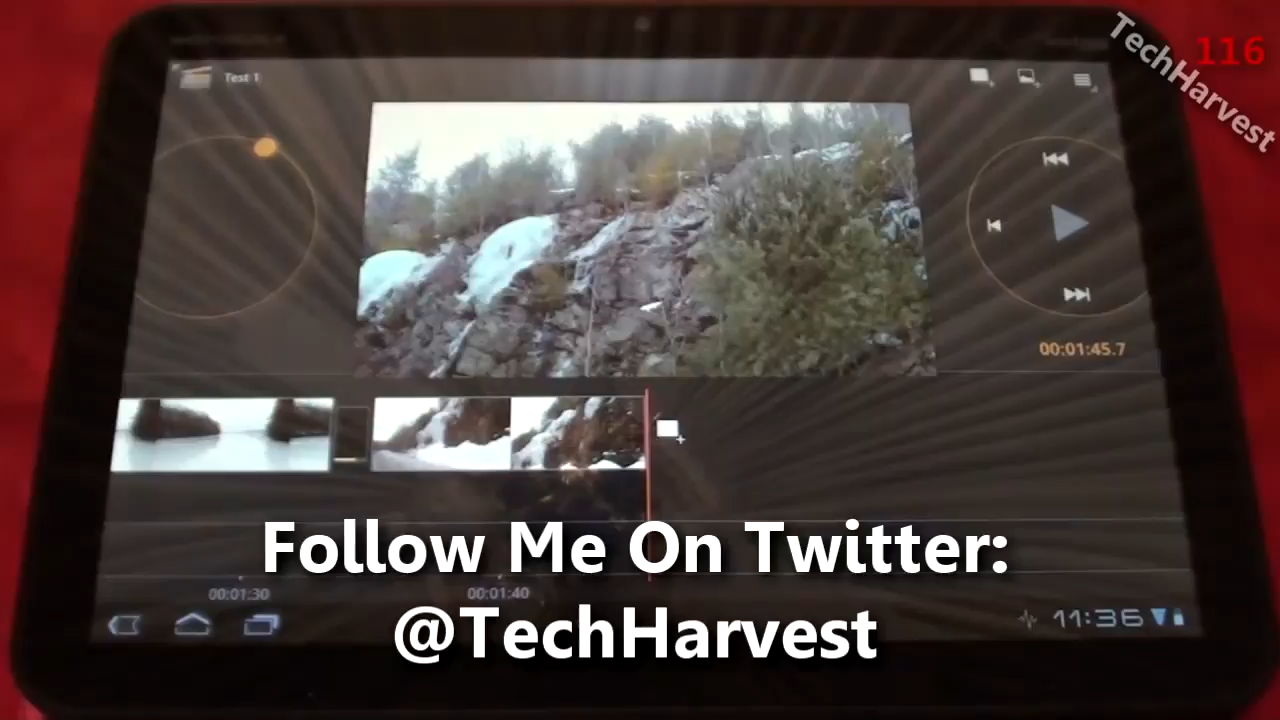 TechHarvest
116
Test 1
00:01:45.7
Follow Me On Twitter:
00:01:30
00:01:40
@TechHarvest
11:36